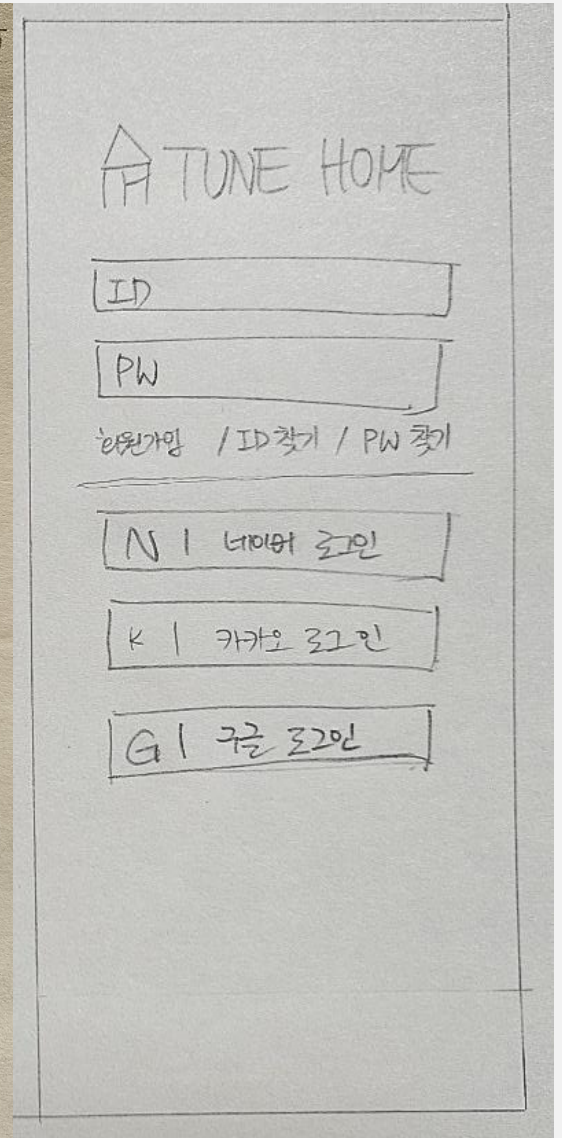 TUNE HOME
ID
PW
회원가입 / ID 찾기 / PW 찾기
N | 네이버 로그인
K | 카카오 로그인
G | 구글 로그인